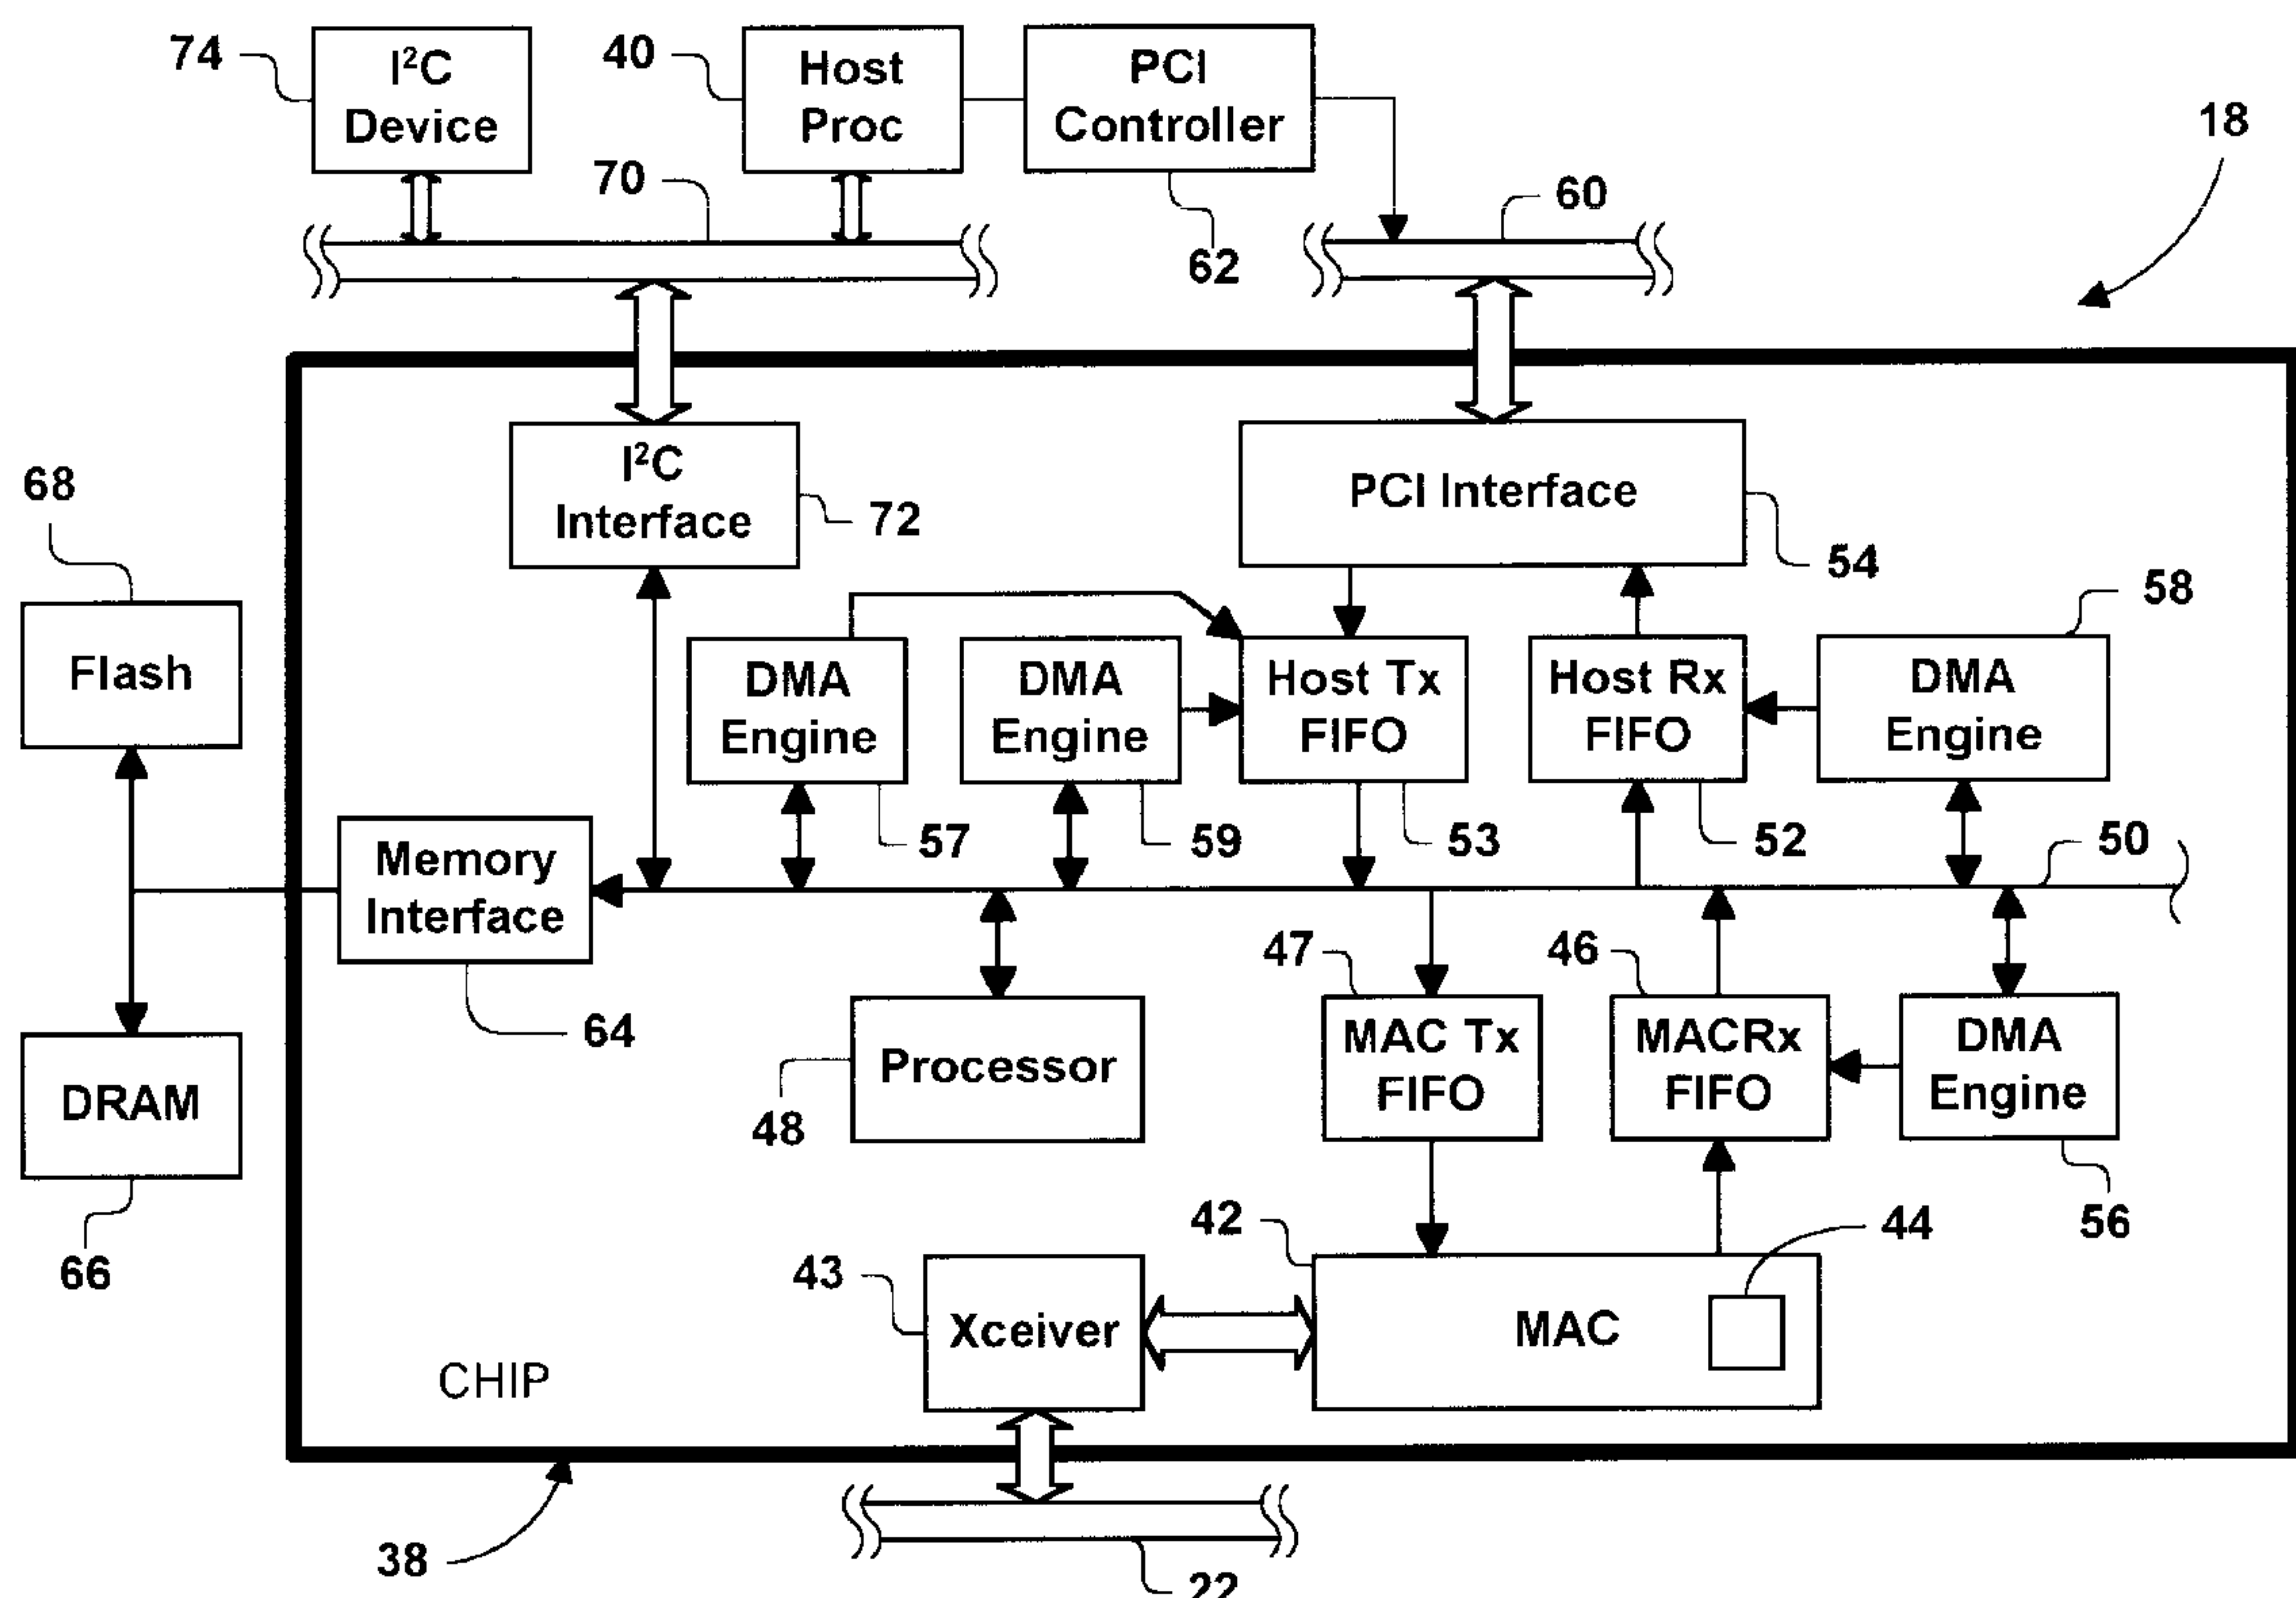 74
I²C
Device
40
Host
Proc
PCI
Controller
18
70
60
62
68
I²C
Interface
72
PCI Interface
54
58
Flash
DMA
Engine
DMA
Engine
Host Tx
FIFO
Host Rx
FIFO
DMA
Engine
57
59
53
52
50
Memory
Interface
47
46
64
Processor
48
MAC Tx
FIFO
MACRx
FIFO
DMA
Engine
DRAM
66
42
44
56
43
Xceiver
MAC
CHIP
38
22